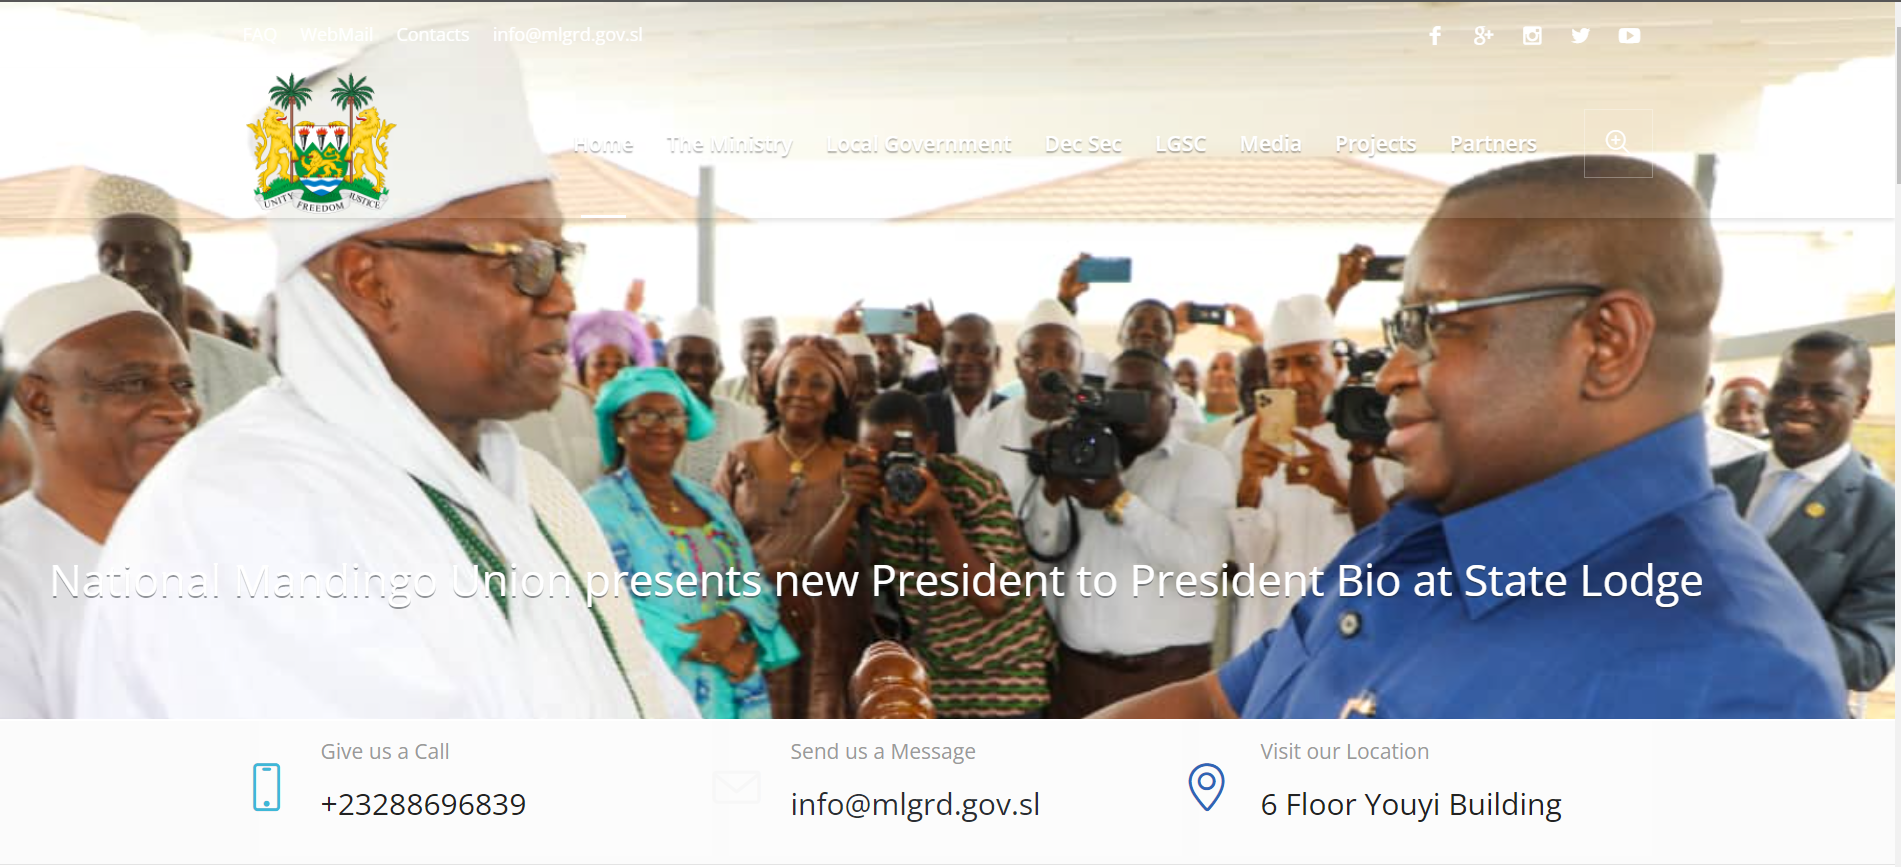 FAQ WebMail Contacts info@mlgrd.gov.sl
UNITY FREEDOM JUSTICE
Home The Ministry Local Government Dec Sec LGSC Media Projects Partners
National Mandingo Union presents new President to President Bio at State Lodge
Give us a Call
+23288696839
Send us a Message
info@mlgrd.gov.sl
Visit our Location
6 Floor Youyi Building